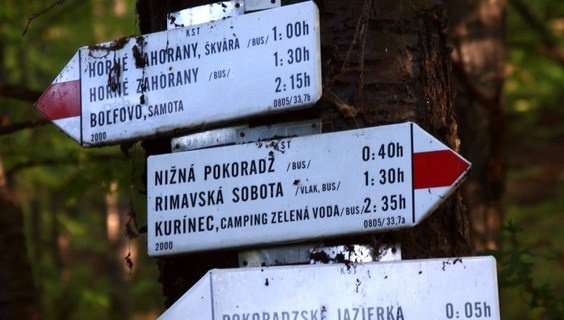 KST
HORNÉ ZAHORANY, ŠKVÁRA /BUS/ 1:00h
HORNÉ ZAHORANY /BUS/ 1:30h
BOĽFOVO, SAMOTA 2:15h
2000 0805/33,7b
KST
NIŽNÁ POKORADZ /BUS/ 0:40h
RIMAVSKÁ SOBOTA /VLAK, BUS/ 1:30h
KURÍNEC, CAMPING ZELENÁ VODA /BUS/ 2:35h
2000 0805/33,7a
POKORADZSKÉ JAZIERKA 0:05h